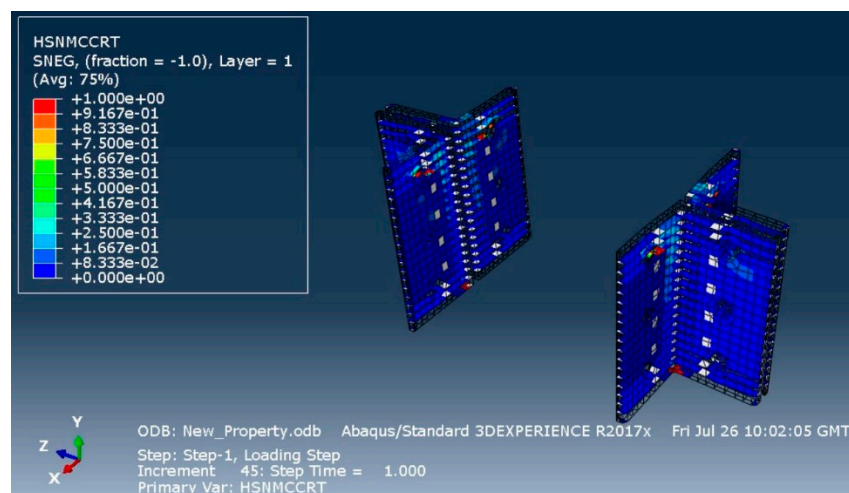 HSNMCCRT
SNEG, (fraction = -1.0), Layer = 1
(Avg: 75%)
+1.000e+00
+9.167e-01
+8.333e-01
+7.500e-01
+6.667e-01
+5.833e-01
+5.000e-01
+4.167e-01
+3.333e-01
+2.500e-01
+1.667e-01
+8.333e-02
+0.000e+00
Y
Z
X
ODB: New_Property.odb Abaqus/Standard 3DEXPERIENCE R2017x Fri Jul 26 10:02:05 GMT
Step: Step-1, Loading Step
Increment 45: Step Time = 1.000
Primary Var: HSNMCCRT